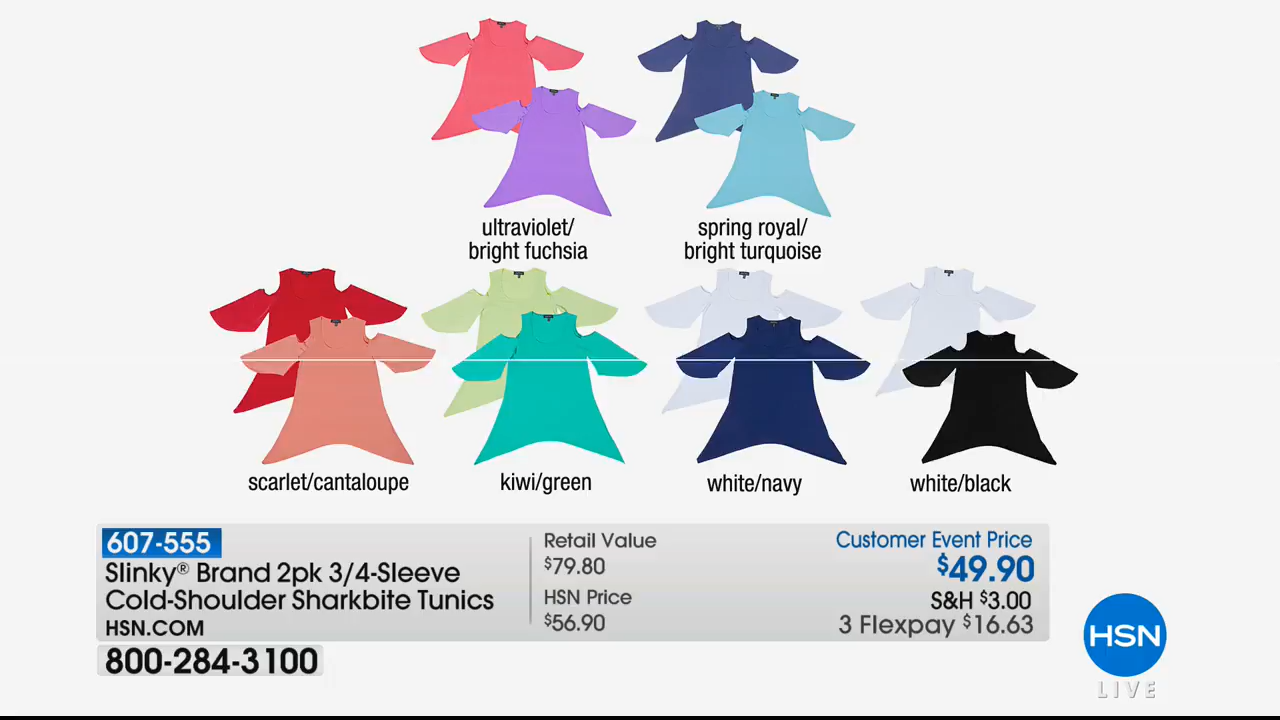 ultraviolet/
bright fuchsia
spring royal/
bright turquoise
scarlet/cantaloupe
kiwi/green
white/navy
white/black
607-555
Slinky® Brand 2pk 3/4-Sleeve
Cold-Shoulder Sharkbite Tunics
HSN.COM
800-284-3100
Retail Value
$79.80
HSN Price
$56.90
Customer Event Price
$49.90
S&H $3.00
3 Flexpay $16.63
HSN
LIVE